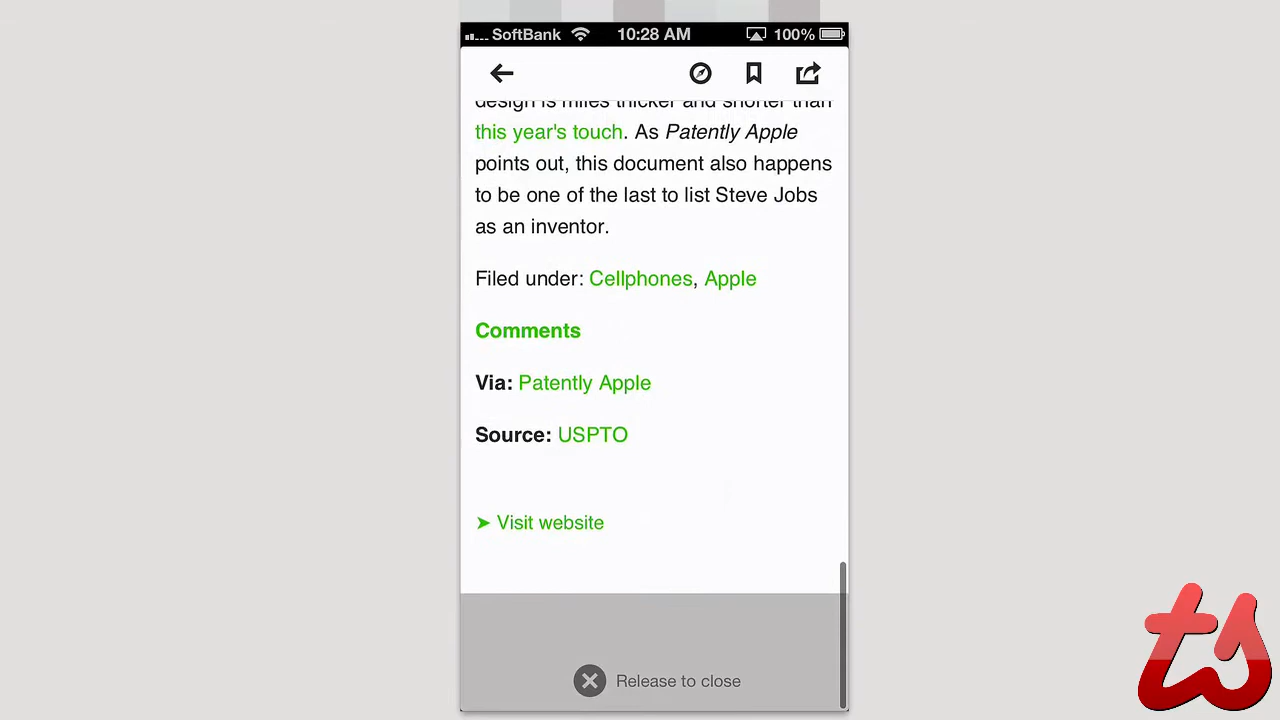 SoftBank 10:28 AM 100%
design is miles thicker and shorter than
this year's touch. As Patently Apple
points out, this document also happens
to be one of the last to list Steve Jobs
as an inventor.
Filed under: Cellphones, Apple
Comments
Via: Patently Apple
Source: USPTO
➤ Visit website
Release to close
ts